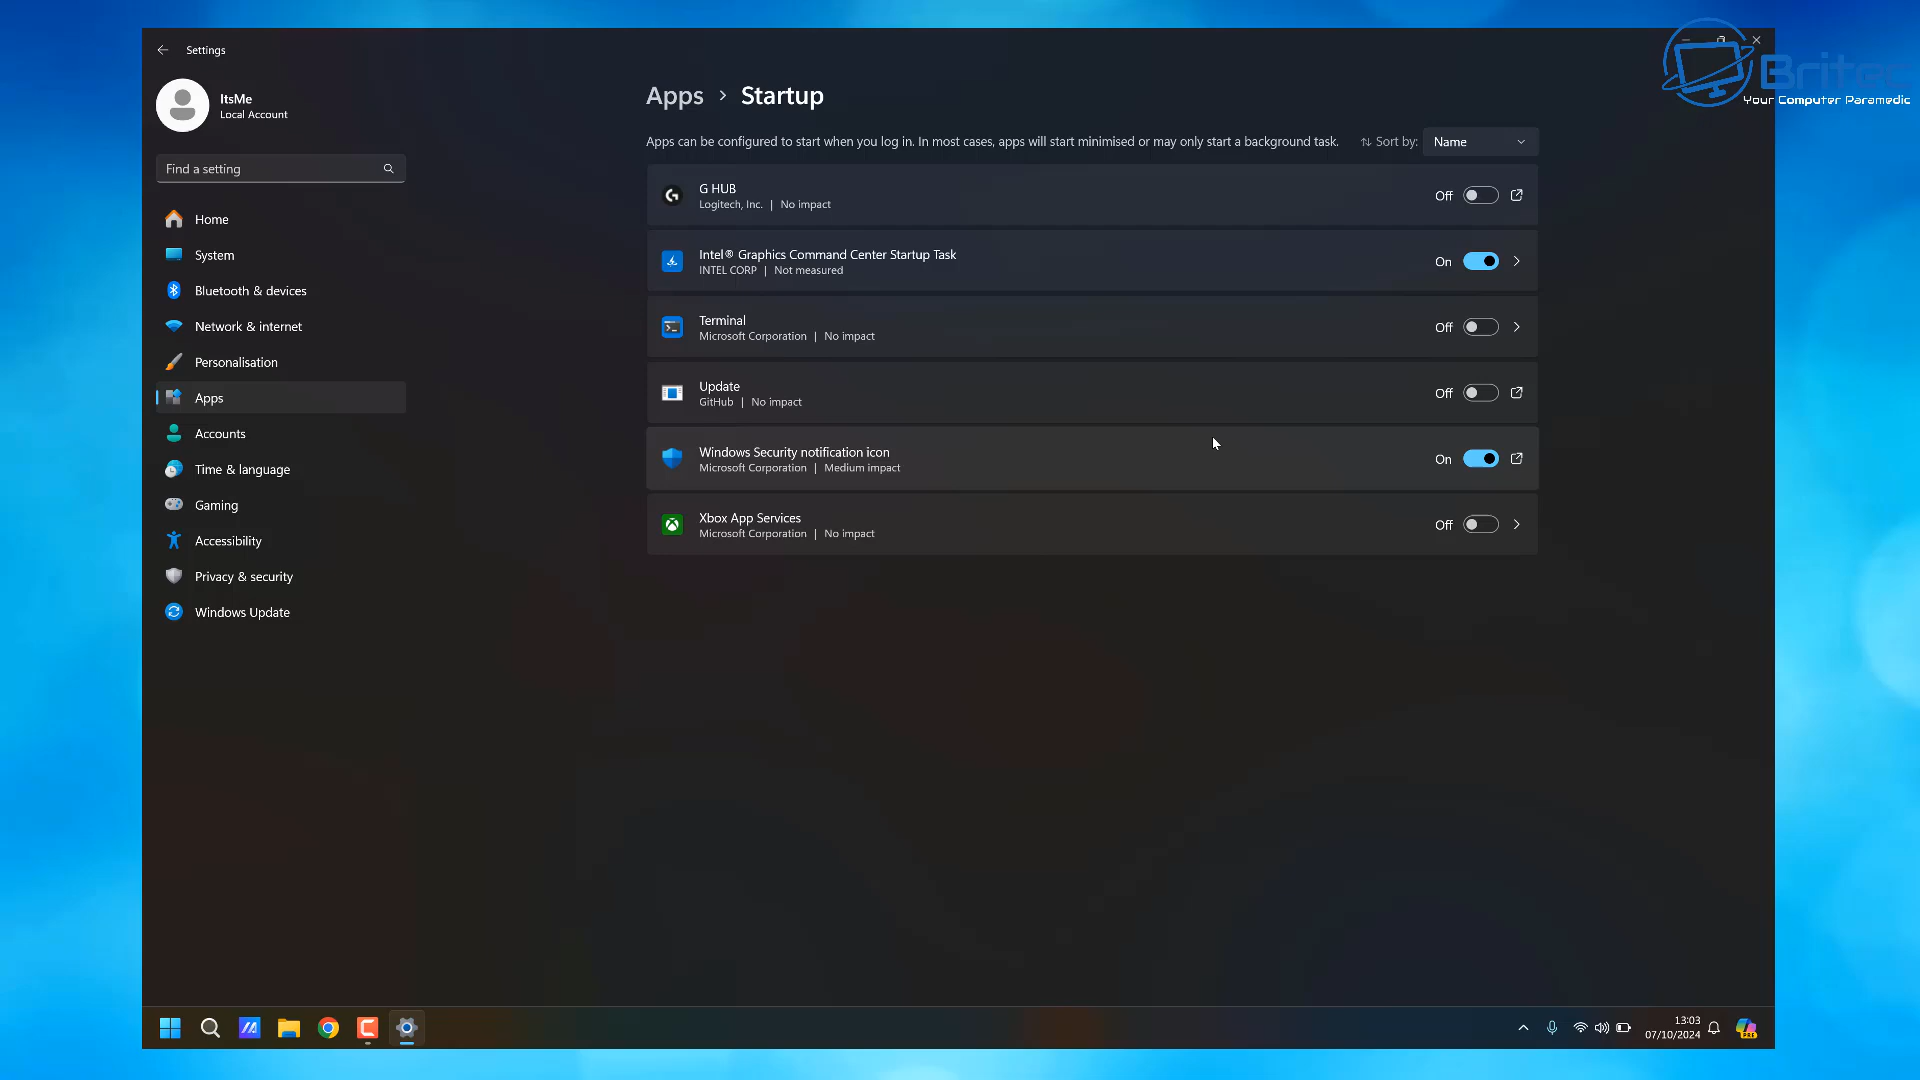 Settings
ItsMe
Local Account
Find a setting
Home
System
Bluetooth & devices
Network & internet
Personalisation
Apps
Accounts
Time & language
Gaming
Accessibility
Privacy & security
Windows Update
Apps > Startup
Apps can be configured to start when you log in. In most cases, apps will start minimised or may only start a background task.
Sort by: Name
G HUB
Logitech, Inc. | No impact
Off
Intel® Graphics Command Center Startup Task
INTEL CORP | Not measured
On
Terminal
Microsoft Corporation | No impact
Off
Update
GitHub | No impact
Off
Windows Security notification icon
Microsoft Corporation | Medium impact
On
Xbox App Services
Microsoft Corporation | No impact
Off
Britec
Your Computer Paramedic
13:03
07/10/2024
PRE